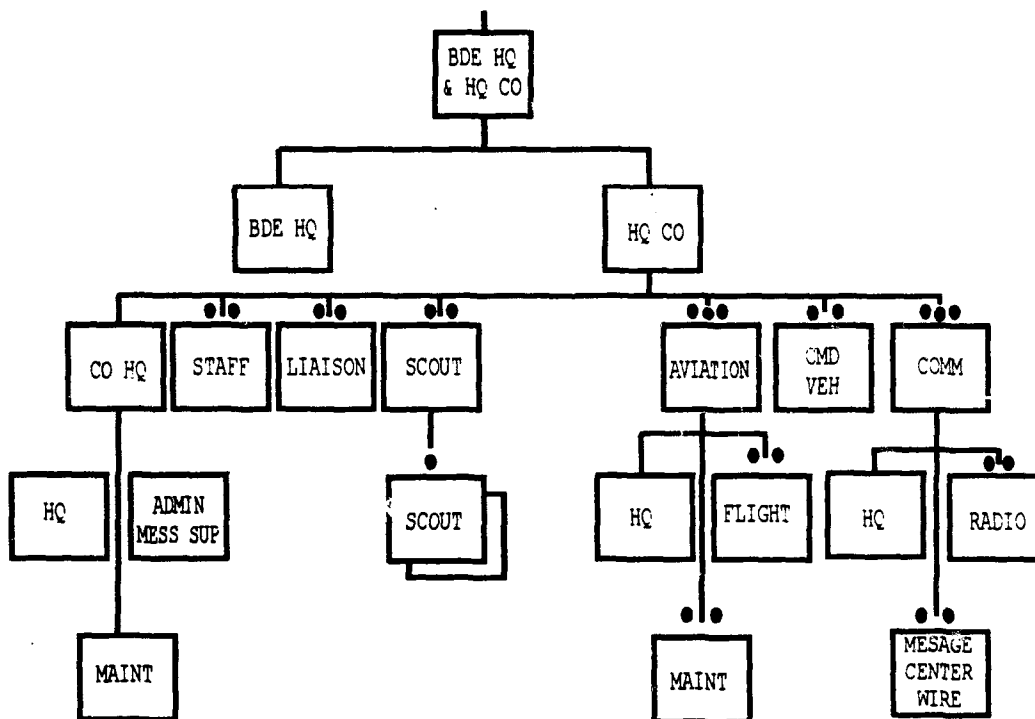 BDE HQ
& HQ CO
BDE HQ
HQ CO
CO HQ
STAFF
LIAISON
SCOUT
AVIATION
CMD
VEH
COMM
HQ
ADMIN
MESS SUP
SCOUT
HQ
FLIGHT
HQ
RADIO
MAINT
MAINT
MESAGE
CENTER
WIRE